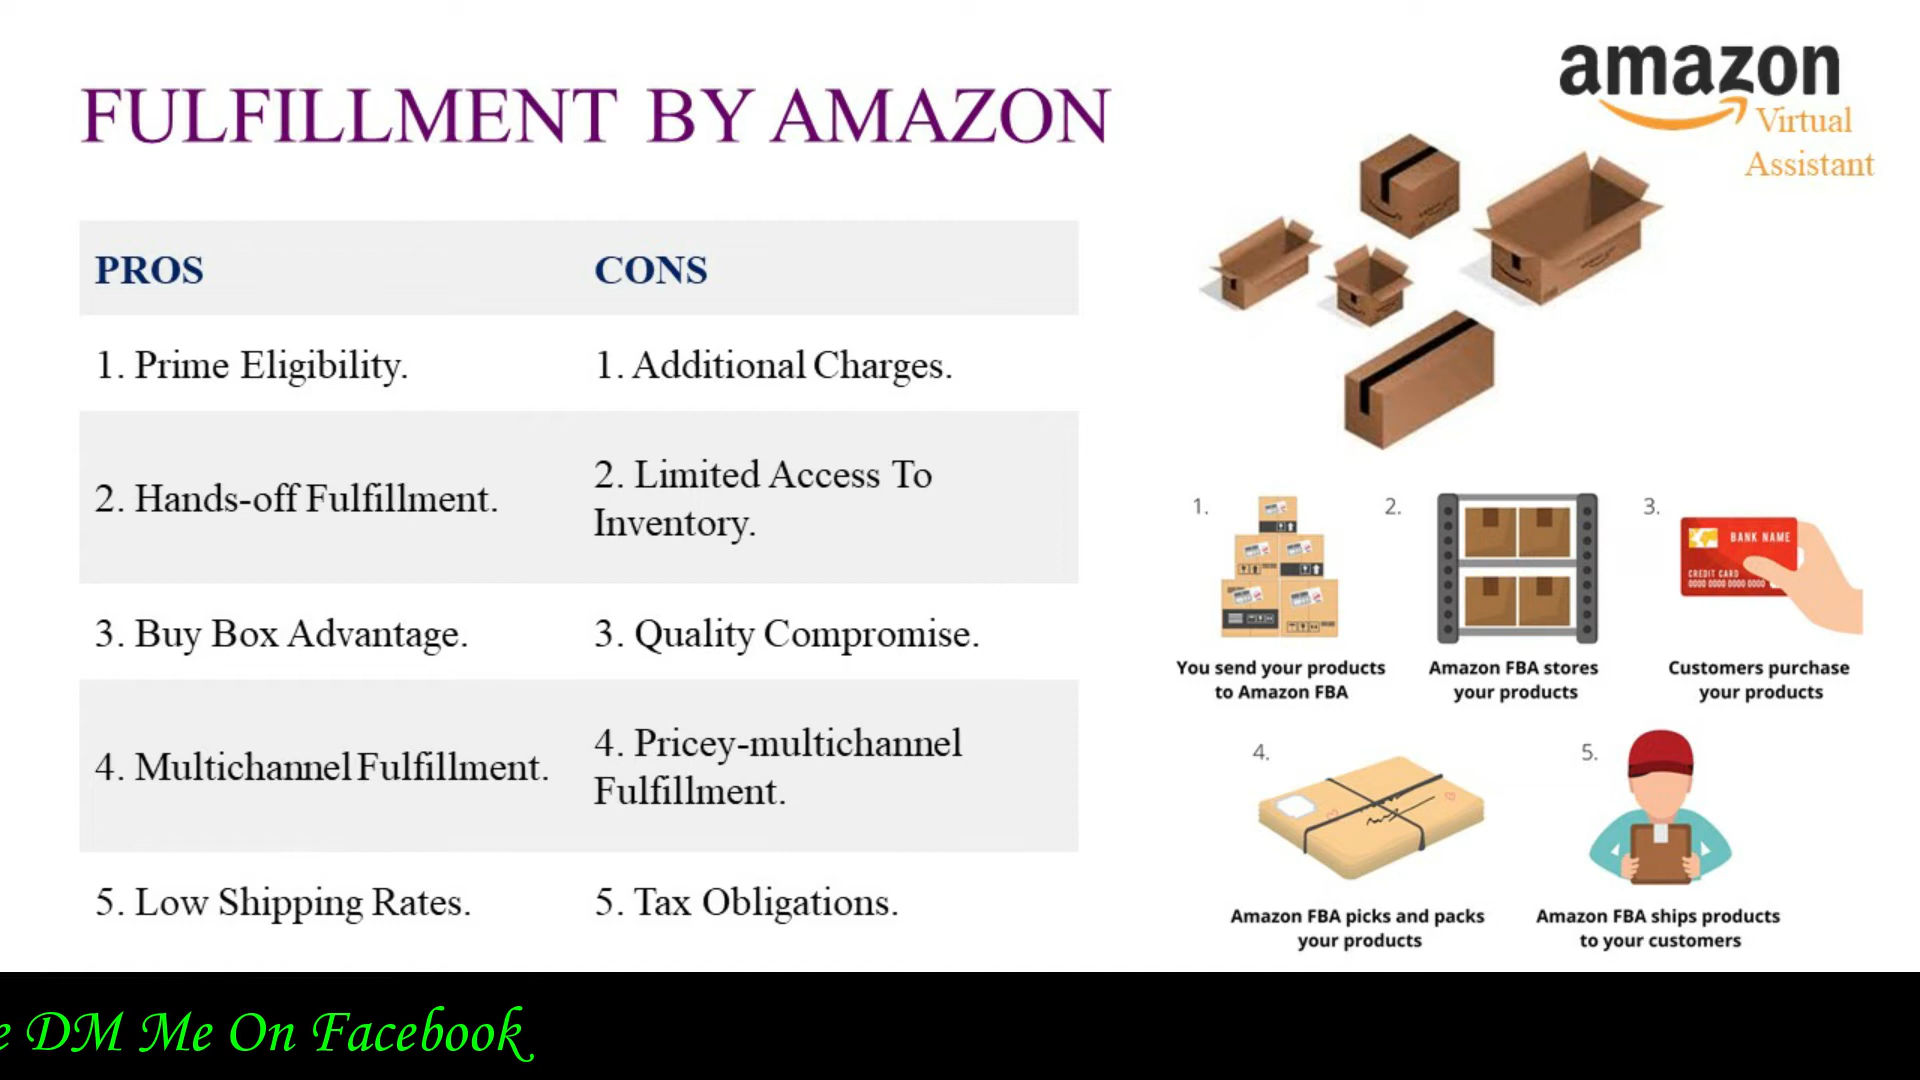 FULFILLMENT BY AMAZON
amazon
Virtual
Assistant
PROS
CONS
1. Prime Eligibility.
1. Additional Charges.
2. Hands-off Fulfillment.
2. Limited Access To
Inventory.
3. Buy Box Advantage.
3. Quality Compromise.
4. Multichannel Fulfillment.
4. Pricey-multichannel
Fulfillment.
5. Low Shipping Rates.
5. Tax Obligations.
1.
2.
3.
BANK NAME
CREDIT CARD
0000 0000 0000 0000
You send your products
to Amazon FBA
Amazon FBA stores
your products
Customers purchase
your products
4.
5.
Amazon FBA picks and packs
your products
Amazon FBA ships products
to your customers
e DM Me On Facebook